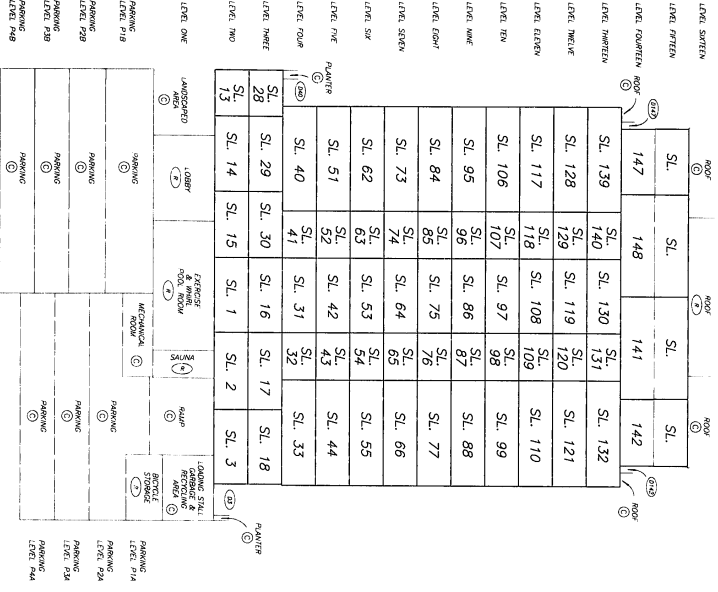 LEVEL SIXTEEN
ROOF
C
ROOF
R
ROOF
C
LEVEL FIFTEEN
SL.
SL.
SL.
SL.
LEVEL FOURTEEN
147
148
141
142
ROOF
C
D147
D142
ROOF
C
LEVEL THIRTEEN
SL. 139
SL. 140
SL. 130
SL. 131
SL. 132
LEVEL TWELVE
SL. 128
SL. 129
SL. 119
SL. 120
SL. 121
LEVEL ELEVEN
SL. 117
SL. 118
SL. 108
SL. 109
SL. 110
LEVEL TEN
SL. 106
SL. 107
SL. 97
SL. 98
SL. 99
LEVEL NINE
SL. 95
SL. 96
SL. 86
SL. 87
SL. 88
LEVEL EIGHT
SL. 84
SL. 85
SL. 75
SL. 76
SL. 77
LEVEL SEVEN
SL. 73
SL. 74
SL. 64
SL. 65
SL. 66
LEVEL SIX
SL. 62
SL. 63
SL. 53
SL. 54
SL. 55
LEVEL FIVE
SL. 51
SL. 52
SL. 42
SL. 43
SL. 44
LEVEL FOUR
PLANTER
C
D40
SL. 40
SL. 41
SL. 31
SL. 32
SL. 33
LEVEL THREE
SL. 28
SL. 29
SL. 30
SL. 16
SL. 17
SL. 18
PLANTER
C
LEVEL TWO
SL. 13
SL. 14
SL. 15
SL. 1
SL. 2
SL. 3
D3
LEVEL ONE
LANDSCAPED
AREA
C
LOBBY
R
EXERCISE
& WHIRL
POOL ROOM
R
SAUNA
R
RAMP
C
LOADING STALL
GARBAGE &
RECYCLING
AREA
C
PARKING
LEVEL P1B
PARKING
C
MECHANICAL
ROOM
C
BICYCLE
STORAGE
R
PARKING
LEVEL P1A
PARKING
LEVEL P2B
PARKING
C
PARKING
C
PARKING
LEVEL P2A
PARKING
LEVEL P3B
PARKING
C
PARKING
C
PARKING
LEVEL P3A
PARKING
LEVEL P4B
PARKING
C
PARKING
C
PARKING
LEVEL P4A